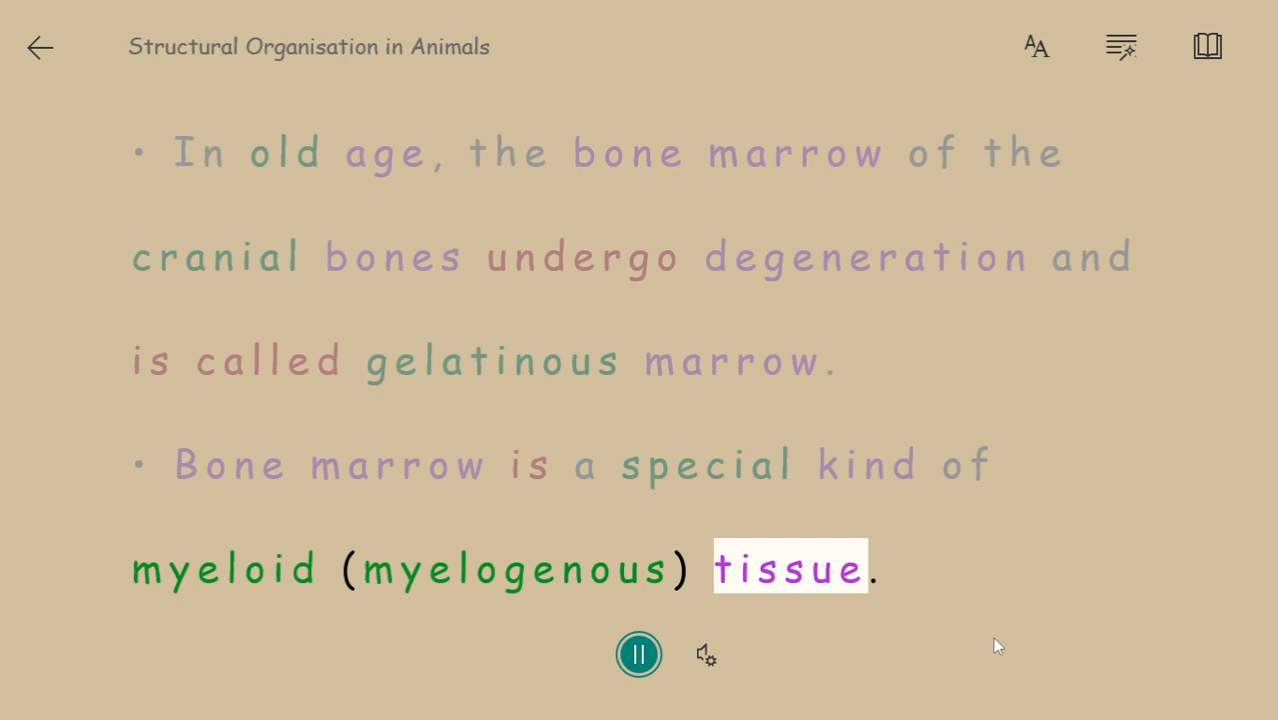 Structural Organisation in Animals
• In old age, the bone marrow of the
cranial bones undergo degeneration and
is called gelatinous marrow.
• Bone marrow is a special kind of
myeloid (myelogenous) tissue.